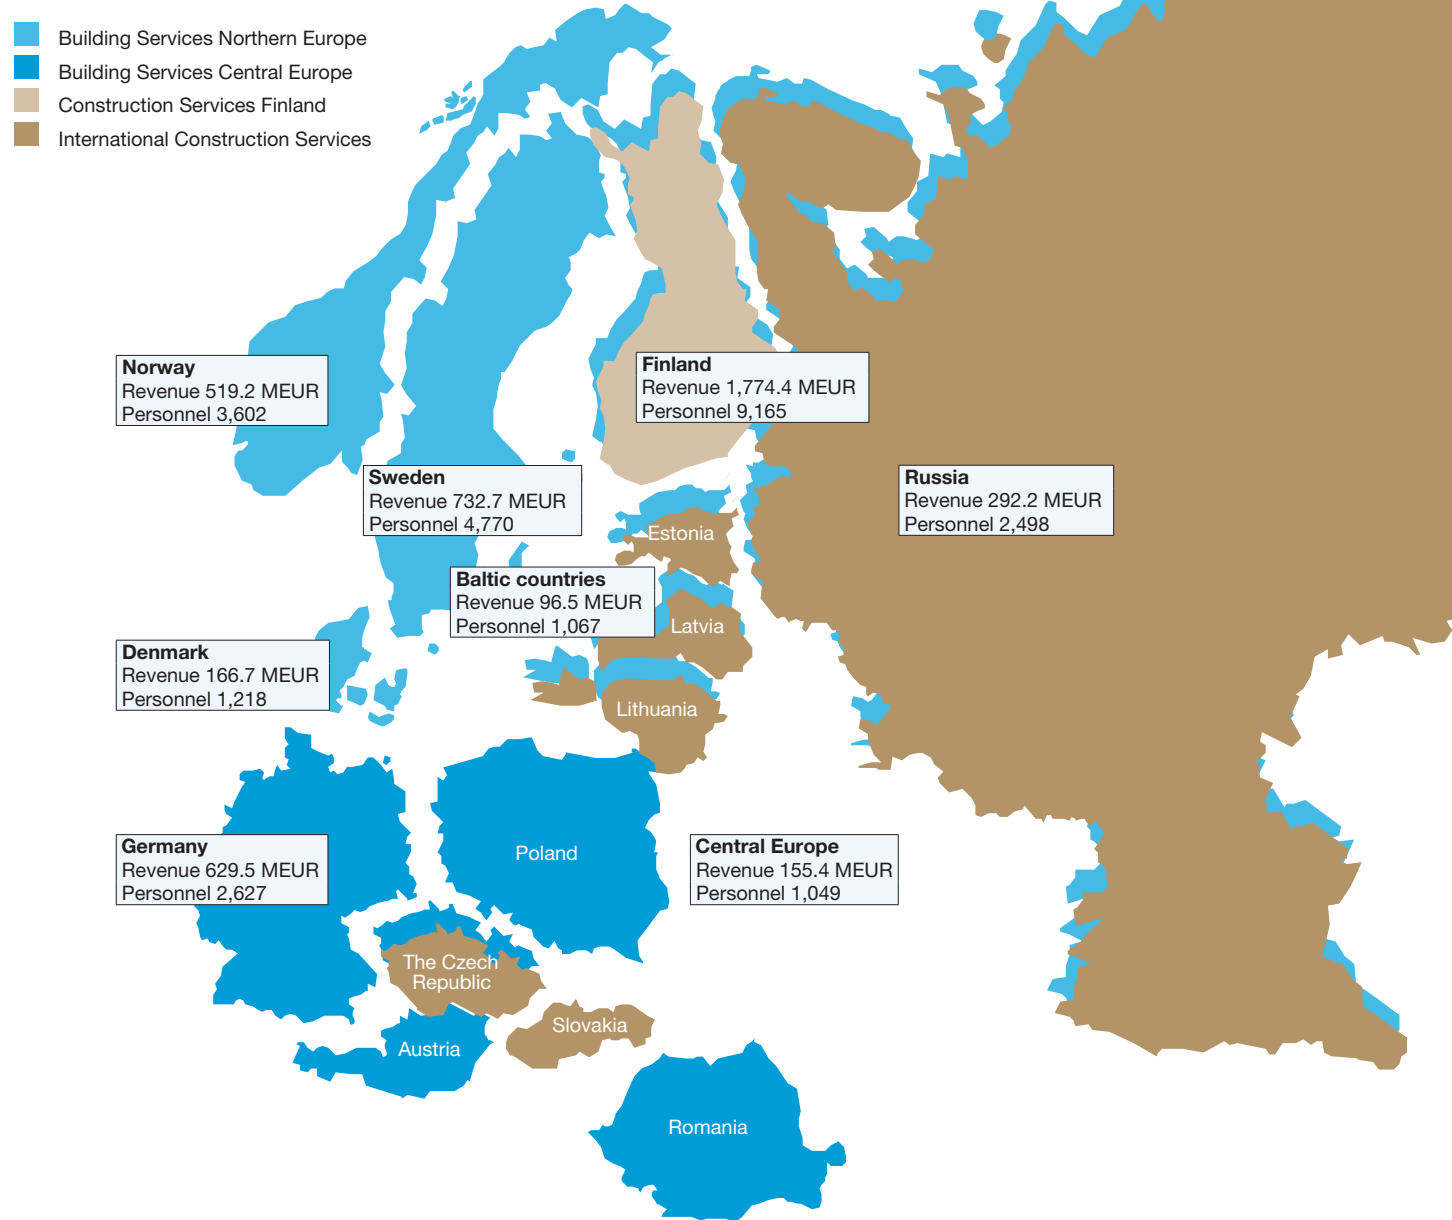 Building Services Northern Europe
Building Services Central Europe
Construction Services Finland
International Construction Services
Norway
Revenue 519.2 MEUR
Personnel 3,602
Finland
Revenue 1,774.4 MEUR
Personnel 9,165
Sweden
Revenue 732.7 MEUR
Personnel 4,770
Russia
Revenue 292.2 MEUR
Personnel 2,498
Estonia
Baltic countries
Revenue 96.5 MEUR
Personnel 1,067
Latvia
Denmark
Revenue 166.7 MEUR
Personnel 1,218
Lithuania
Germany
Revenue 629.5 MEUR
Personnel 2,627
Poland
Central Europe
Revenue 155.4 MEUR
Personnel 1,049
The Czech
Republic
Slovakia
Austria
Romania